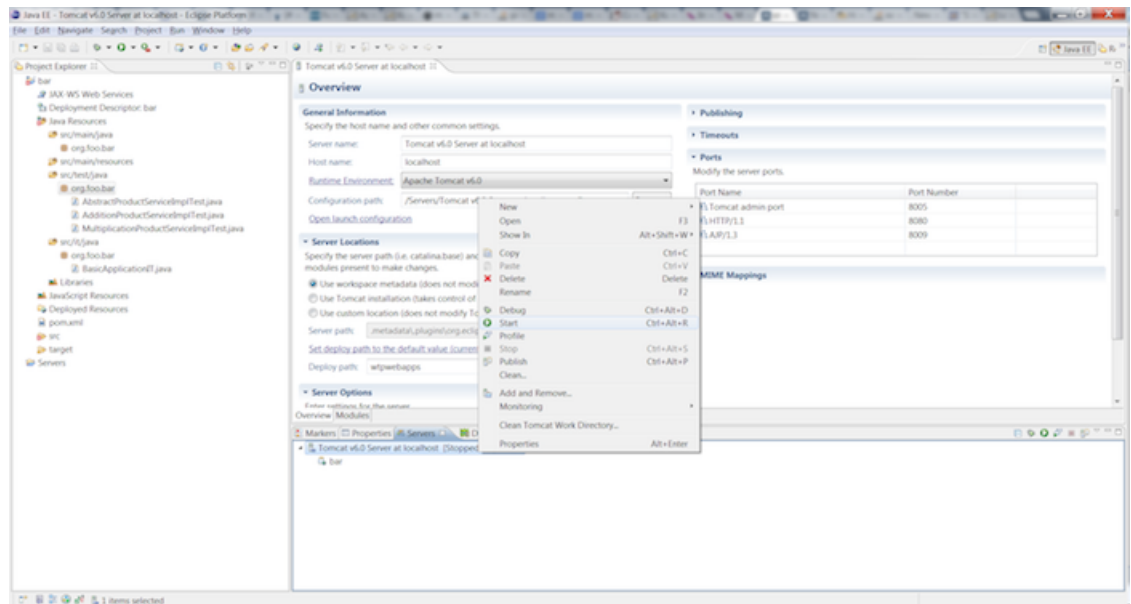 Java EE - Tomcat v6.0 Server at localhost - Eclipse Platform
File Edit Navigate Search Project Run Window Help
Java EE
Project Explorer
bar
JAX-WS Web Services
Deployment Descriptor: bar
Java Resources
src/main/java
org.foo.bar
src/main/resources
src/test/java
org.foo.bar
AbstractProductServiceImplTest.java
AdditionProductServiceImplTest.java
MultiplicationProductServiceImplTest.java
src/it/java
org.foo.bar
BasicApplicationIT.java
Libraries
JavaScript Resources
Deployed Resources
pom.xml
src
target
Servers
Tomcat v6.0 Server at localhost
Overview
General Information
Specify the host name and other common settings.
Server name: Tomcat v6.0 Server at localhost
Host name: localhost
Runtime Environment: Apache Tomcat v6.0
Configuration path: /Servers/Tomcat
Open launch configuration
Server Locations
Specify the server path (i.e. catalina.base) and
modules present to make changes.
Use workspace metadata (does not modi
Use Tomcat installation (takes control of
Use custom location (does not modify To
Server path: .metadata\.plugins\org.eclip
Set deploy path to the default value (curren
Deploy path: wtpwebapps
Server Options
Enter settings for the server.
Overview Modules
Publishing
Timeouts
Ports
Modify the server ports.
Port Name Port Number
Tomcat admin port 8005
HTTP/1.1 8080
AJP/1.3 8009
MIME Mappings
New
Open F3
Show In Alt+Shift+W
Copy Ctrl+C
Paste Ctrl+V
Delete Delete
Rename F2
Debug Ctrl+Alt+D
Start Ctrl+Alt+R
Profile
Stop Ctrl+Alt+S
Publish Ctrl+Alt+P
Clean...
Add and Remove...
Monitoring
Clean Tomcat Work Directory...
Properties Alt+Enter
Markers Properties Servers
Tomcat v6.0 Server at localhost [Stopped
bar
1 items selected